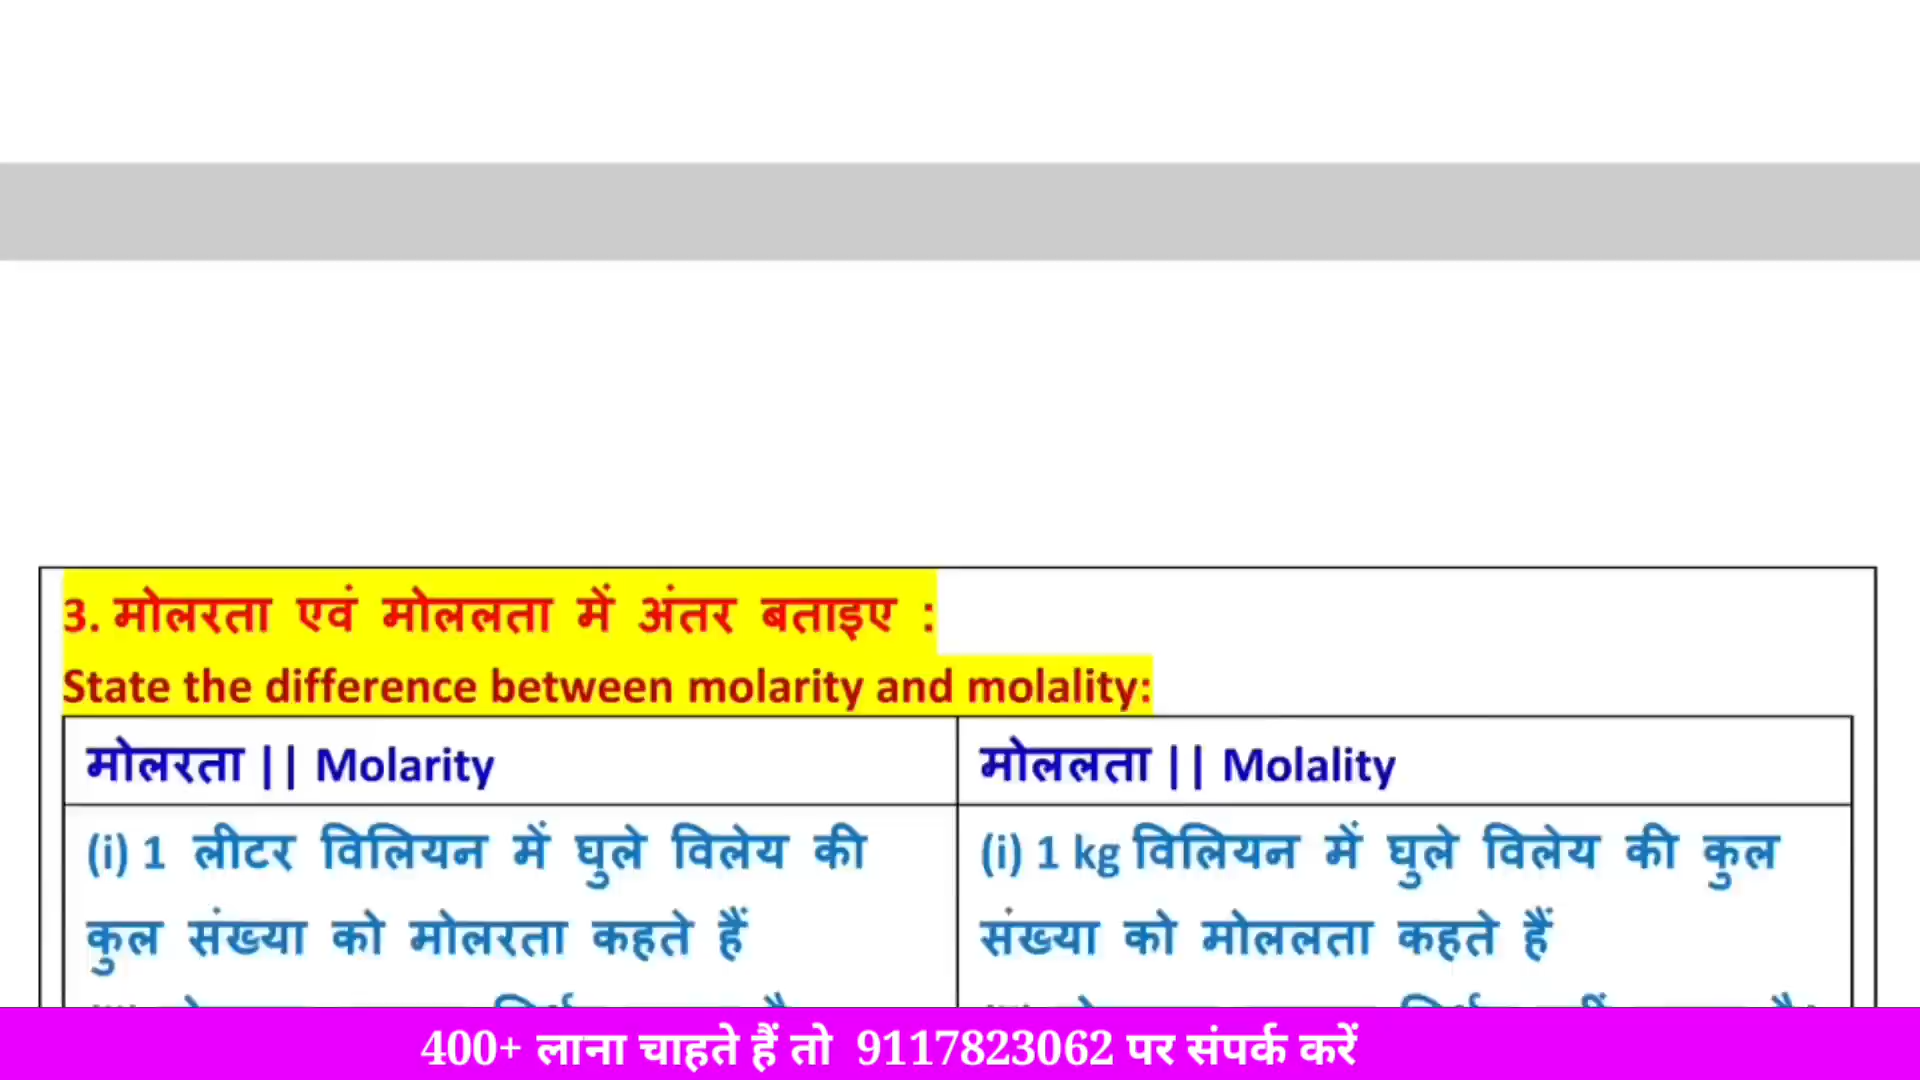 3. मोलरता एवं मोललता में अंतर बताइए :
State the difference between molarity and molality:
मोलरता || Molarity
मोललता || Molality
(i) 1 लीटर विलियन में घुले विलेय की
कुल संख्या को मोलरता कहते हैं
(i) 1 kg विलियन में घुले विलेय की कुल
संख्या को मोललता कहते हैं
400+ लाना चाहते हैं तो 9117823062 पर संपर्क करें